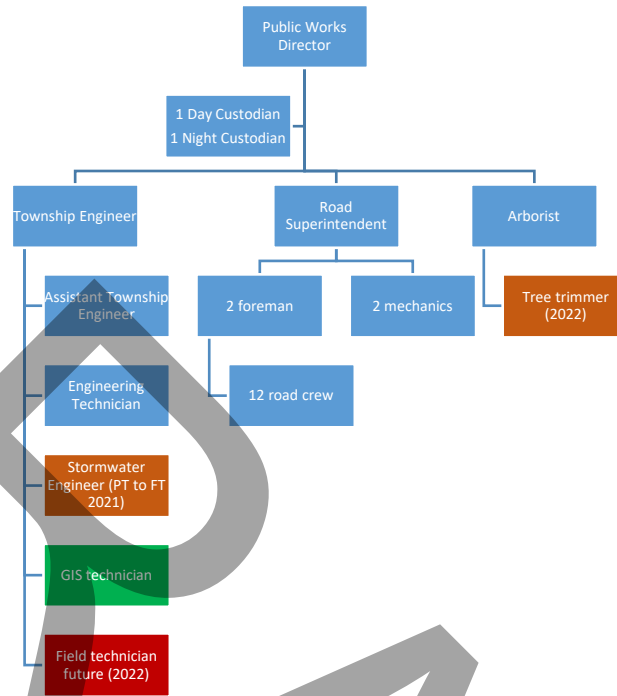 Public Works
Director
1 Day Custodian
1 Night Custodian
Township Engineer
Road
Superintendent
Arborist
Assistant Township
Engineer
2 foreman
2 mechanics
Tree trimmer
(2022)
Engineering
Technician
12 road crew
Stormwater
Engineer (PT to FT
2021)
GIS technician
Field technician
future (2022)